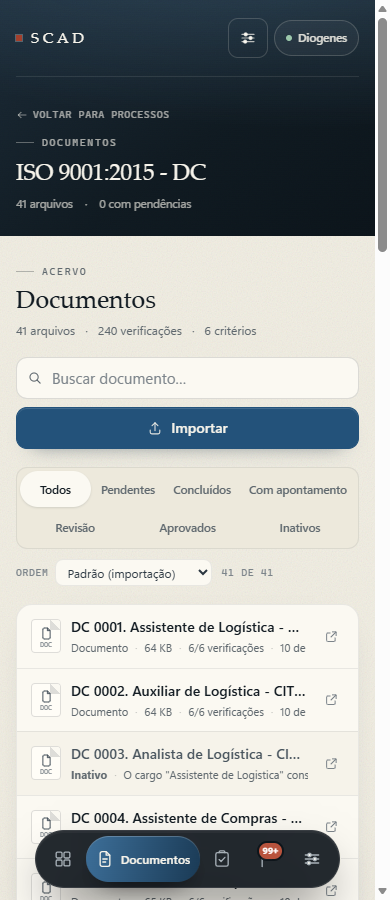 SCAD
Diogenes
← VOLTAR PARA PROCESSOS
DOCUMENTOS
ISO 9001:2015 - DC
41 arquivos · 0 com pendências
ACERVO
Documentos
41 arquivos · 240 verificações · 6 critérios
Buscar documento...
Importar
Todos Pendentes Concluídos Com apontamento
Revisão Aprovados Inativos
ORDEM Padrão (importação) 41 DE 41
DC 0001. Assistente de Logística - ...
DOC Documento · 64 KB · 6/6 verificações · 10 de
DC 0002. Auxiliar de Logística - CIT...
DOC Documento · 64 KB · 6/6 verificações · 10 de
DC 0003. Analista de Logística - CI...
DOC Inativo · O cargo "Assistente de Logística" cons
DC 0004. Assistente de Compras - ...
Documentos 99+